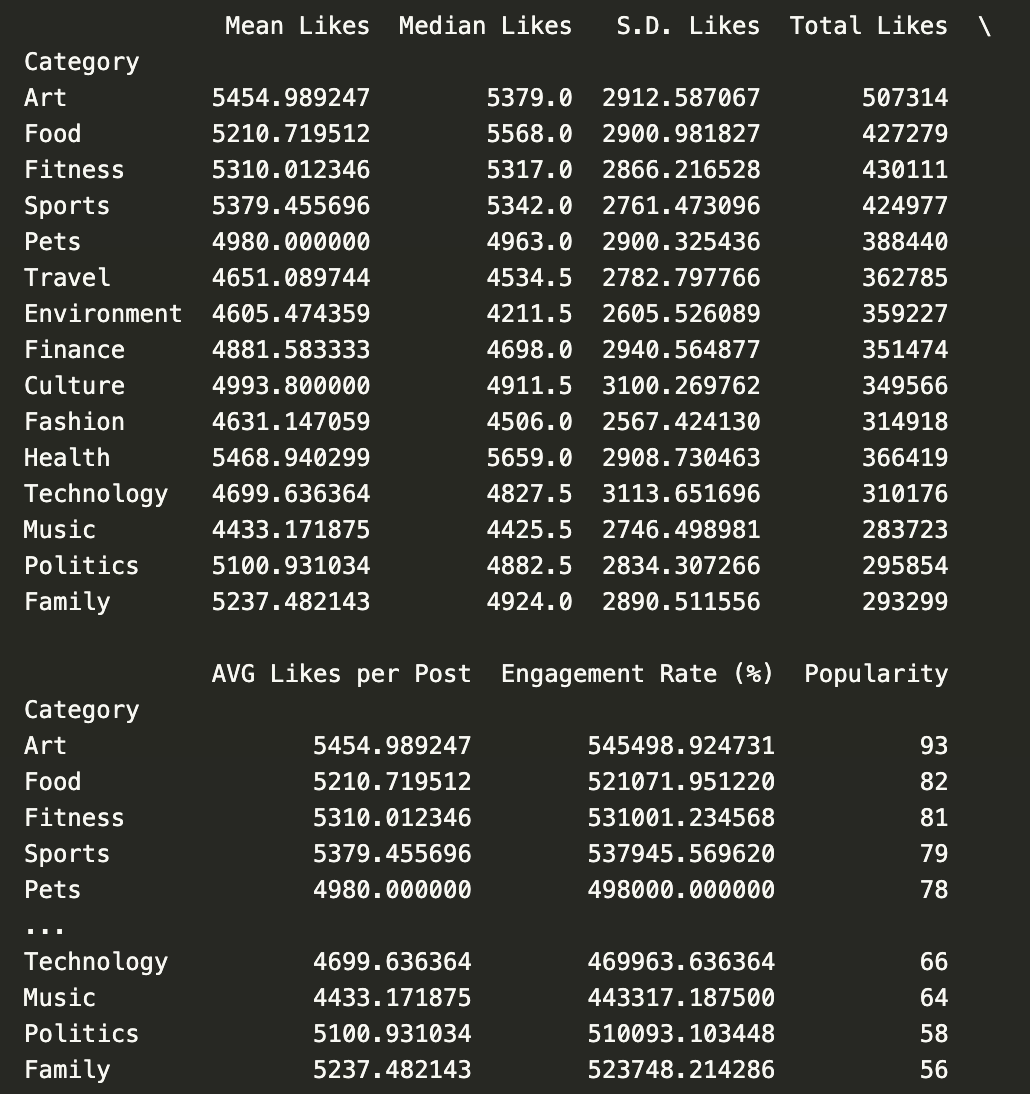 Mean Likes  Median Likes   S.D. Likes  Total Likes  \
Category
Art          5454.989247        5379.0  2912.587067       507314
Food         5210.719512        5568.0  2900.981827       427279
Fitness      5310.012346        5317.0  2866.216528       430111
Sports       5379.455696        5342.0  2761.473096       424977
Pets         4980.000000        4963.0  2900.325436       388440
Travel       4651.089744        4534.5  2782.797766       362785
Environment  4605.474359        4211.5  2605.526089       359227
Finance      4881.583333        4698.0  2940.564877       351474
Culture      4993.800000        4911.5  3100.269762       349566
Fashion      4631.147059        4506.0  2567.424130       314918
Health       5468.940299        5659.0  2908.730463       366419
Technology   4699.636364        4827.5  3113.651696       310176
Music        4433.171875        4425.5  2746.498981       283723
Politics     5100.931034        4882.5  2834.307266       295854
Family       5237.482143        4924.0  2890.511556       293299
AVG Likes per Post  Engagement Rate (%)  Popularity
Category
Art                 5454.989247        545498.924731          93
Food                5210.719512        521071.951220          82
Fitness             5310.012346        531001.234568          81
Sports              5379.455696        537945.569620          79
Pets                4980.000000        498000.000000          78
...
Technology          4699.636364        469963.636364          66
Music               4433.171875        443317.187500          64
Politics            5100.931034        510093.103448          58
Family              5237.482143        523748.214286          56